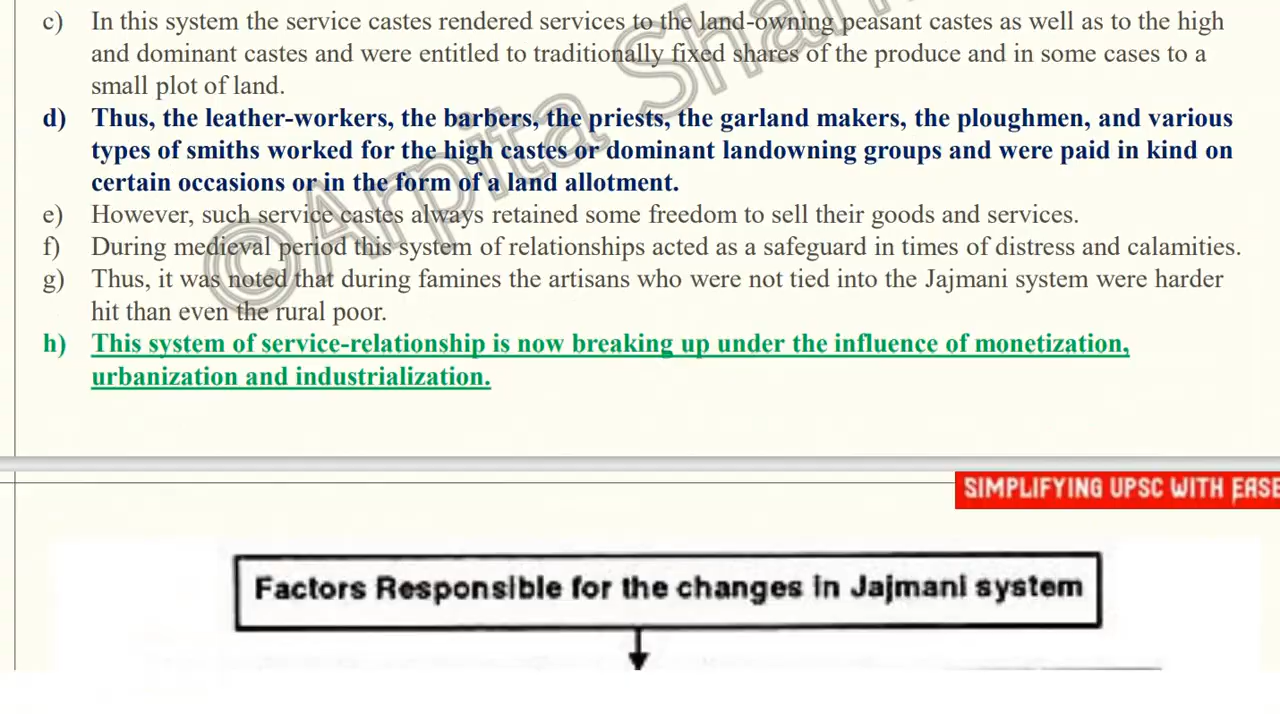 c) In this system the service castes rendered services to the land-owning peasant castes as well as to the high
and dominant castes and were entitled to traditionally fixed shares of the produce and in some cases to a
small plot of land.
d) Thus, the leather-workers, the barbers, the priests, the garland makers, the ploughmen, and various
types of smiths worked for the high castes or dominant landowning groups and were paid in kind on
certain occasions or in the form of a land allotment.
e) However, such service castes always retained some freedom to sell their goods and services.
f) During medieval period this system of relationships acted as a safeguard in times of distress and calamities.
g) Thus, it was noted that during famines the artisans who were not tied into the Jajmani system were harder
hit than even the rural poor.
h) This system of service-relationship is now breaking up under the influence of monetization,
urbanization and industrialization.
©Arpita Sharm
SIMPLIFYING UPSC WITH EASE
Factors Responsible for the changes in Jajmani system